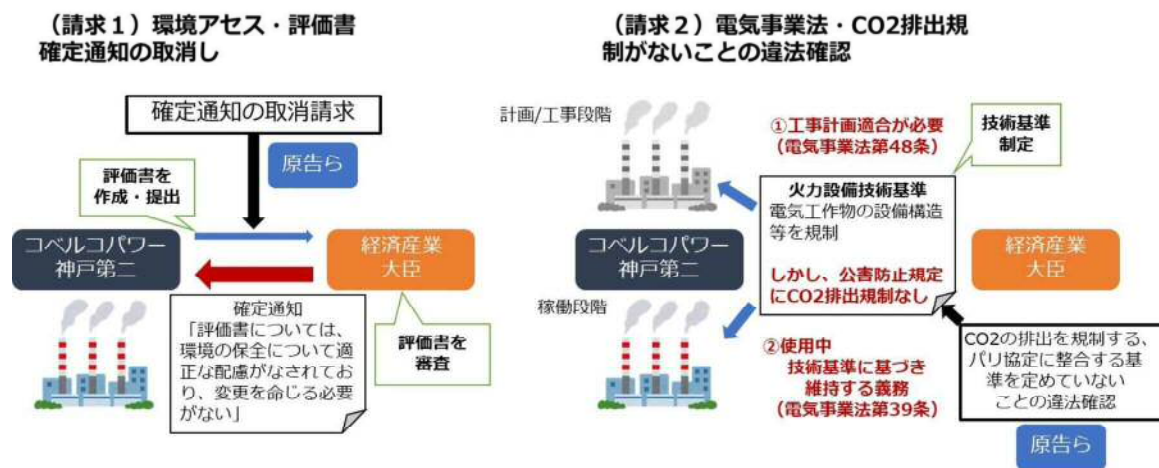 （請求１）環境アセス・評価書
確定通知の取消し
確定通知の取消請求
原告ら
評価書を
作成・提出
コベルコパワー
神戸第二
経済産業
大臣
確定通知
「評価書については、
環境の保全について適
正な配慮がなされてお
り、変更を命じる必要
がない」
評価書を
審査
（請求２）電気事業法・CO2排出規
制がないことの違法確認
計画/工事段階
①工事計画適合が必要
（電気事業法第48条）
技術基準
制定
火力設備技術基準
電気工作物の設備構造
等を規制
しかし、公害防止規定
にCO2排出規制なし
コベルコパワー
神戸第二
経済産業
大臣
稼働段階
②使用中
技術基準に基づき
維持する義務
（電気事業法第39条）
CO2の排出を規制する、
パリ協定に整合する基
準を定めていない
ことの違法確認
原告ら